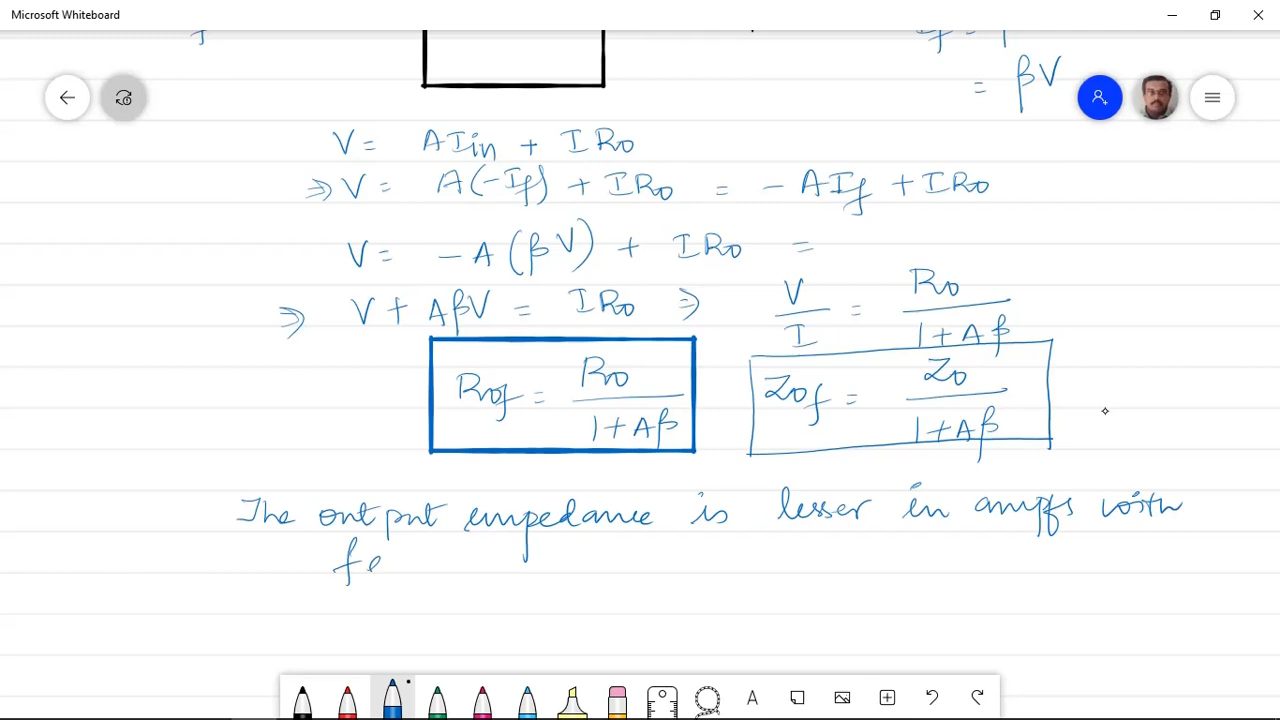 Microsoft Whiteboard
= βV
V = AIin + IRo
⇒ V = A(-If) + IRo = - AIf + IRo
V = -A(βV) + IRo =
⇒ V + AβV = IRo ⇒ V/I = Ro/1+Aβ
Rof = Ro/1+Aβ
Zof = Zo/1+Aβ
The output impedance is lesser in ampfs with
fe
A